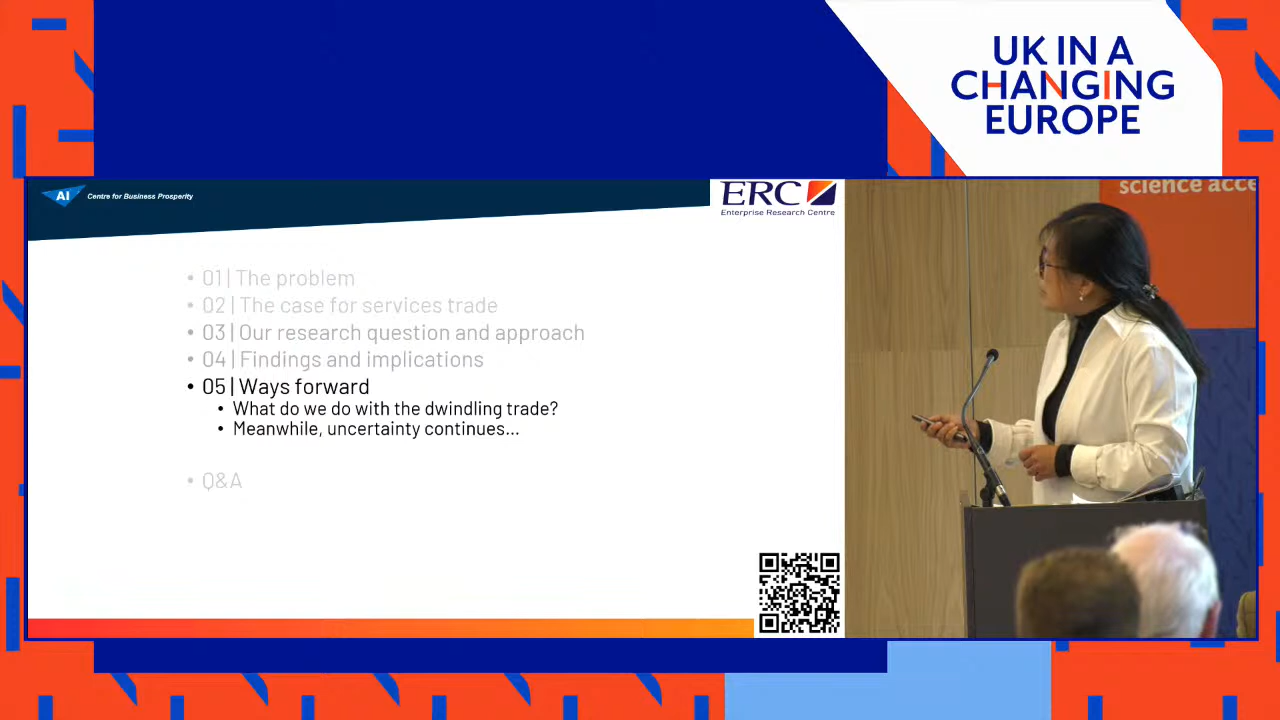 UK IN A
CHANGING
EUROPE
AI Centre for Business Prosperity
ERC
Enterprise Research Centre
science acce
• 01 | The problem
• 02 | The case for services trade
• 03 | Our research question and approach
• 04 | Findings and implications
• 05 | Ways forward
• What do we do with the dwindling trade?
• Meanwhile, uncertainty continues...
• Q&A